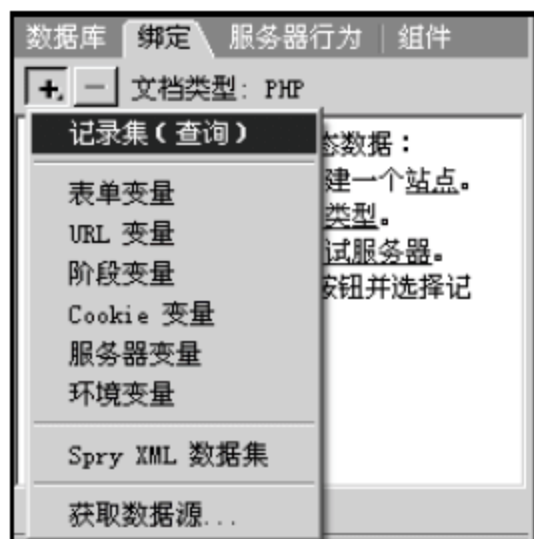 数据库 绑定 服务器行为 组件
+ - 文档类型: PHP
记录集(查询)
态数据:
表单变量
建一个站点。
URL 变量
类型。
阶段变量
试服务器。
Cookie 变量
按钮并选择记
服务器变量
环境变量
Spry XML 数据集
获取数据源...